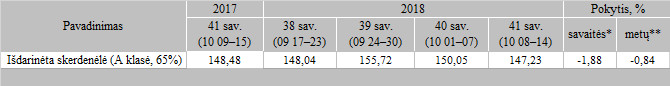 Pavadinimas 2017 2018 Pokytis, %
41 sav. (10 09–15) 38 sav. (09 17–23) 39 sav. (09 24–30) 40 sav. (10 01–07) 41 sav. (10 08–14) savaitės* metų**
Išdarinėta skerdenėlė (A klasė, 65%) 148,48 148,04 155,72 150,05 147,23 -1,88 -0,84